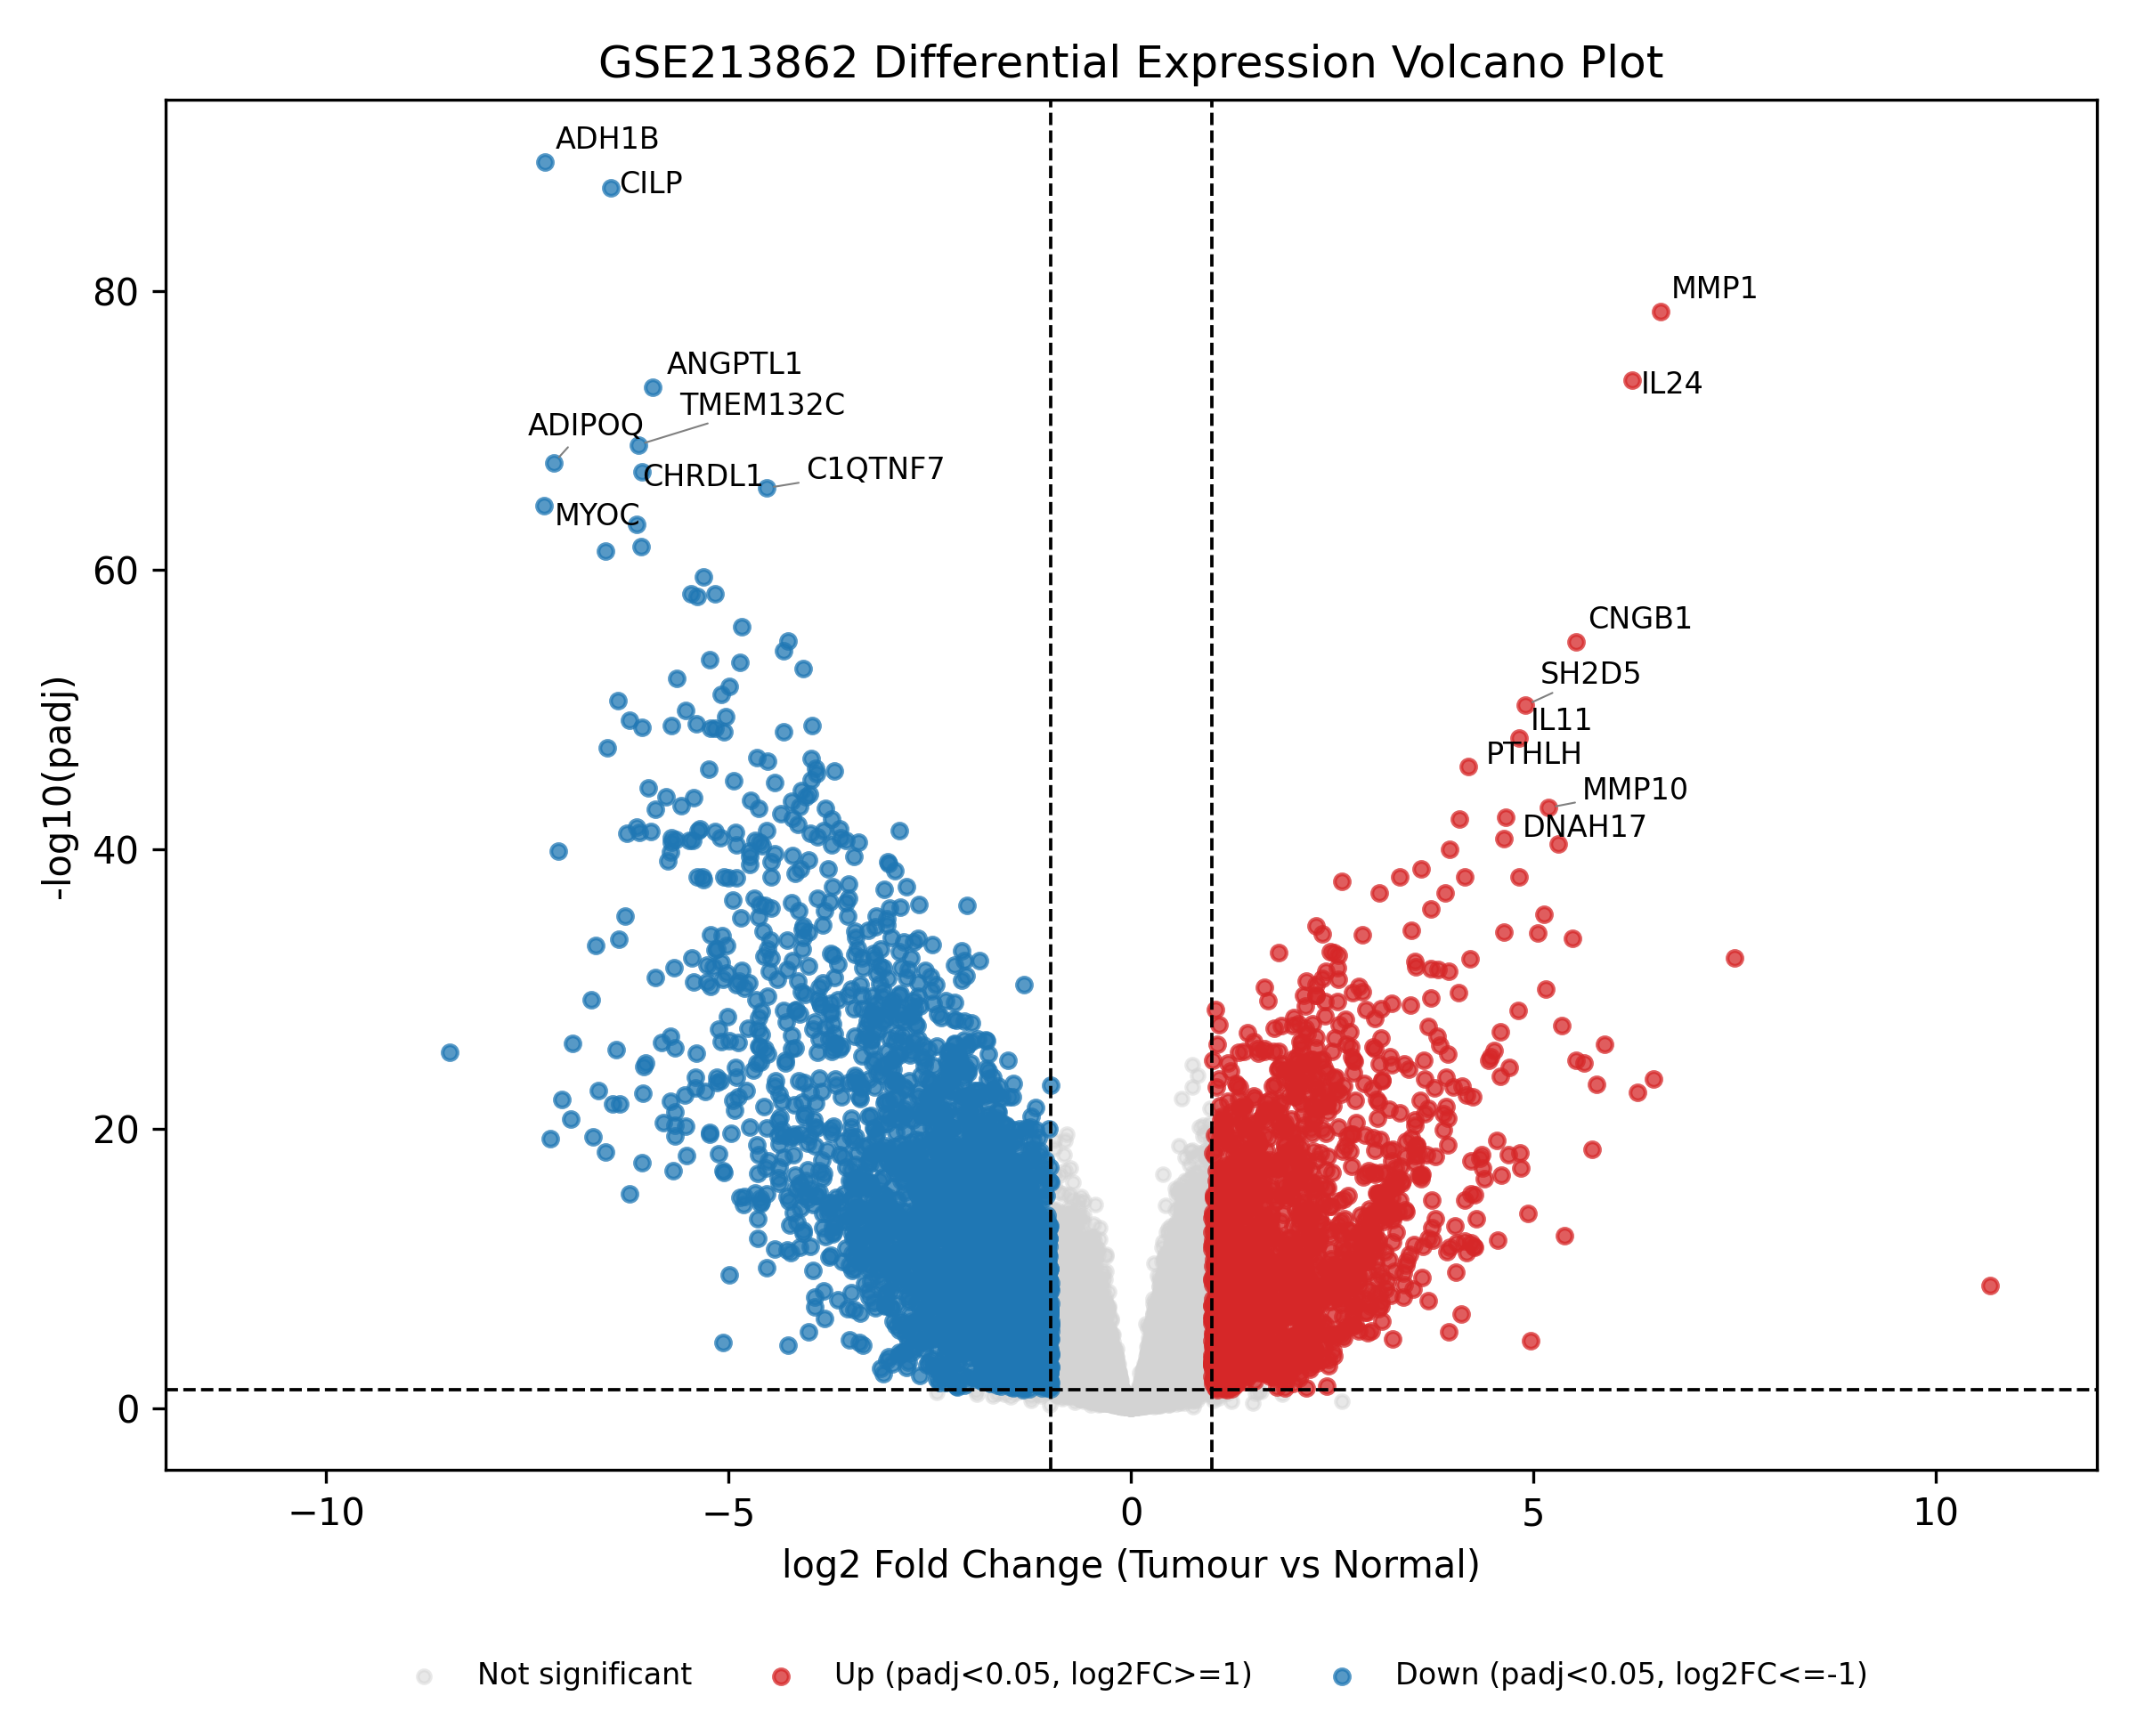 GSE213862 Differential Expression Volcano Plot
ADH1B
CILP
MMP1
80
ANGPTL1
IL24
TMEM132C
ADIPOQ
CHRDL1
C1QTNF7
MYOC
60
CNGB1
SH2D5
IL11
PTHLH
MMP10
DNAH17
40
-log10(padj)
20
0
−10
−5
0
5
10
log2 Fold Change (Tumour vs Normal)
Not significant
Up (padj<0.05, log2FC>=1)
Down (padj<0.05, log2FC<=-1)